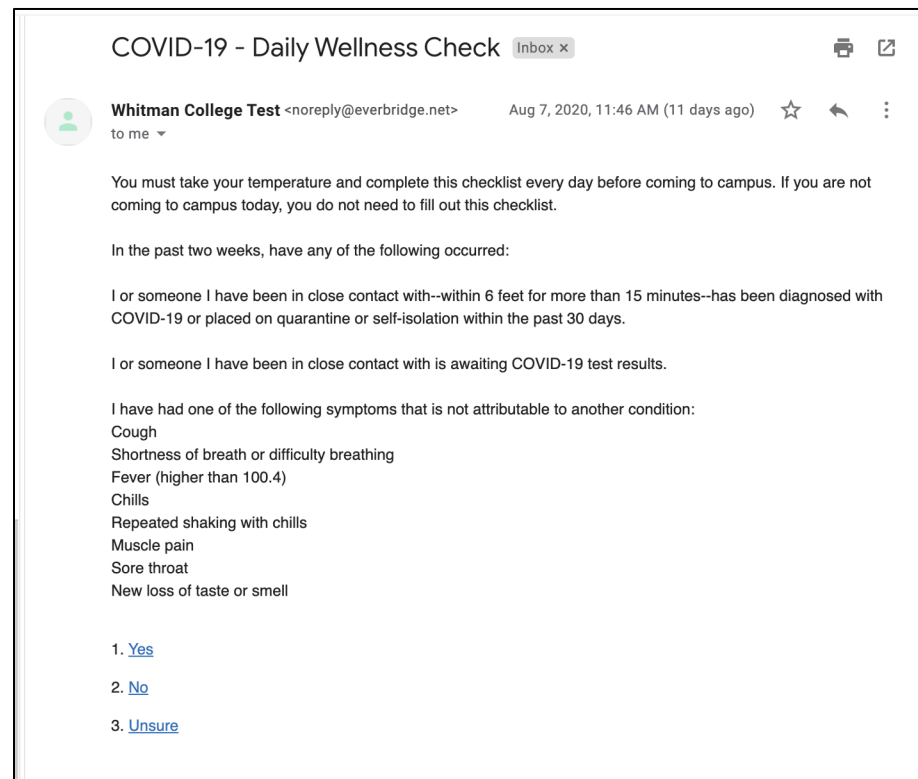 COVID-19 - Daily Wellness Check Inbox ×
Whitman College Test <noreply@everbridge.net> Aug 7, 2020, 11:46 AM (11 days ago)
to me
You must take your temperature and complete this checklist every day before coming to campus. If you are not
coming to campus today, you do not need to fill out this checklist.
In the past two weeks, have any of the following occurred:
I or someone I have been in close contact with--within 6 feet for more than 15 minutes--has been diagnosed with
COVID-19 or placed on quarantine or self-isolation within the past 30 days.
I or someone I have been in close contact with is awaiting COVID-19 test results.
I have had one of the following symptoms that is not attributable to another condition:
Cough
Shortness of breath or difficulty breathing
Fever (higher than 100.4)
Chills
Repeated shaking with chills
Muscle pain
Sore throat
New loss of taste or smell
1. Yes
2. No
3. Unsure